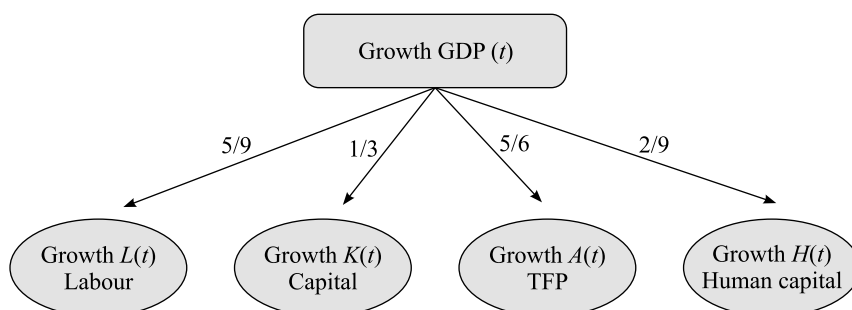 Growth GDP (t)
5/9
1/3
5/6
2/9
Growth L(t)
Labour
Growth K(t)
Capital
Growth A(t)
TFP
Growth H(t)
Human capital